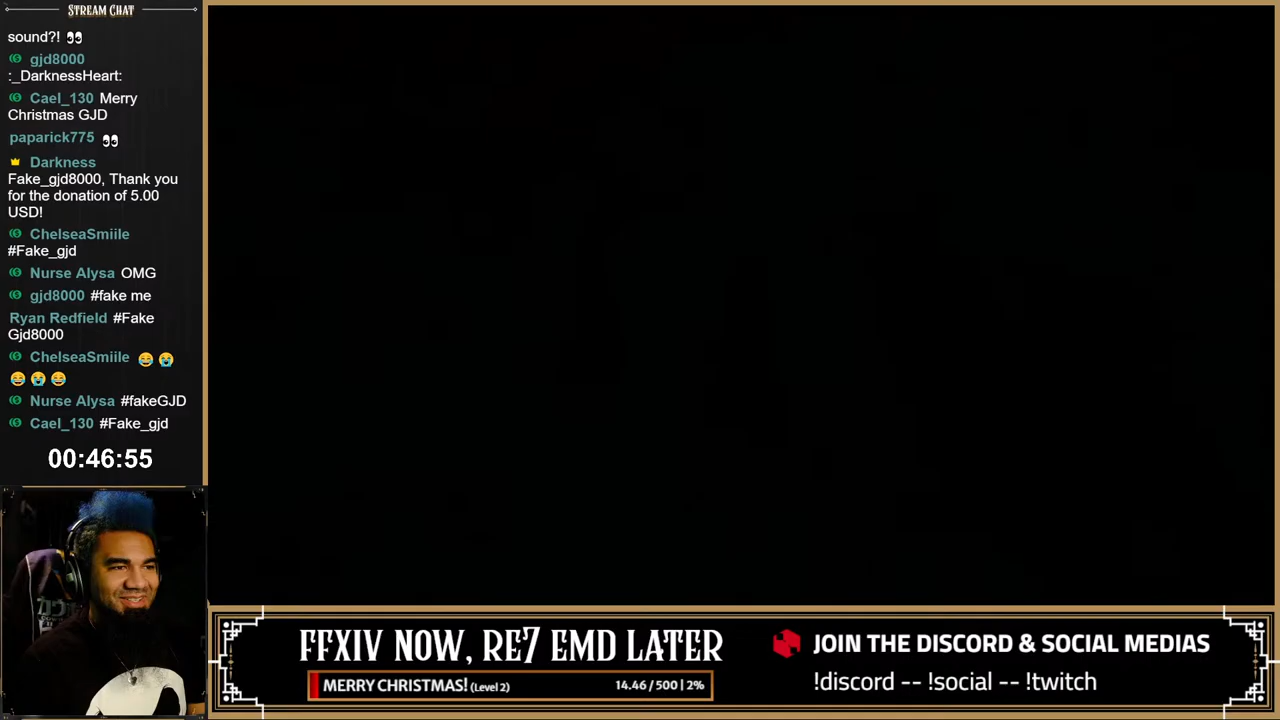 STREAM CHAT
sound?! 👀
gjd8000
:_DarknessHeart:
Cael_130 Merry
Christmas GJD
paparick775 👀
Darkness
Fake_gjd8000, Thank you
for the donation of 5.00
USD!
ChelseaSmiile
#Fake_gjd
Nurse Alysa OMG
gjd8000 #fake me
Ryan Redfield #Fake
Gjd8000
ChelseaSmiile 😂 😭
😂 😭 😂
Nurse Alysa #fakeGJD
Cael_130 #Fake_gjd
00:46:55
FFXIV NOW, RE7 EMD LATER
MERRY CHRISTMAS! (Level 2) 14.46 / 500 | 2%
JOIN THE DISCORD & SOCIAL MEDIAS
!discord -- !social -- !twitch